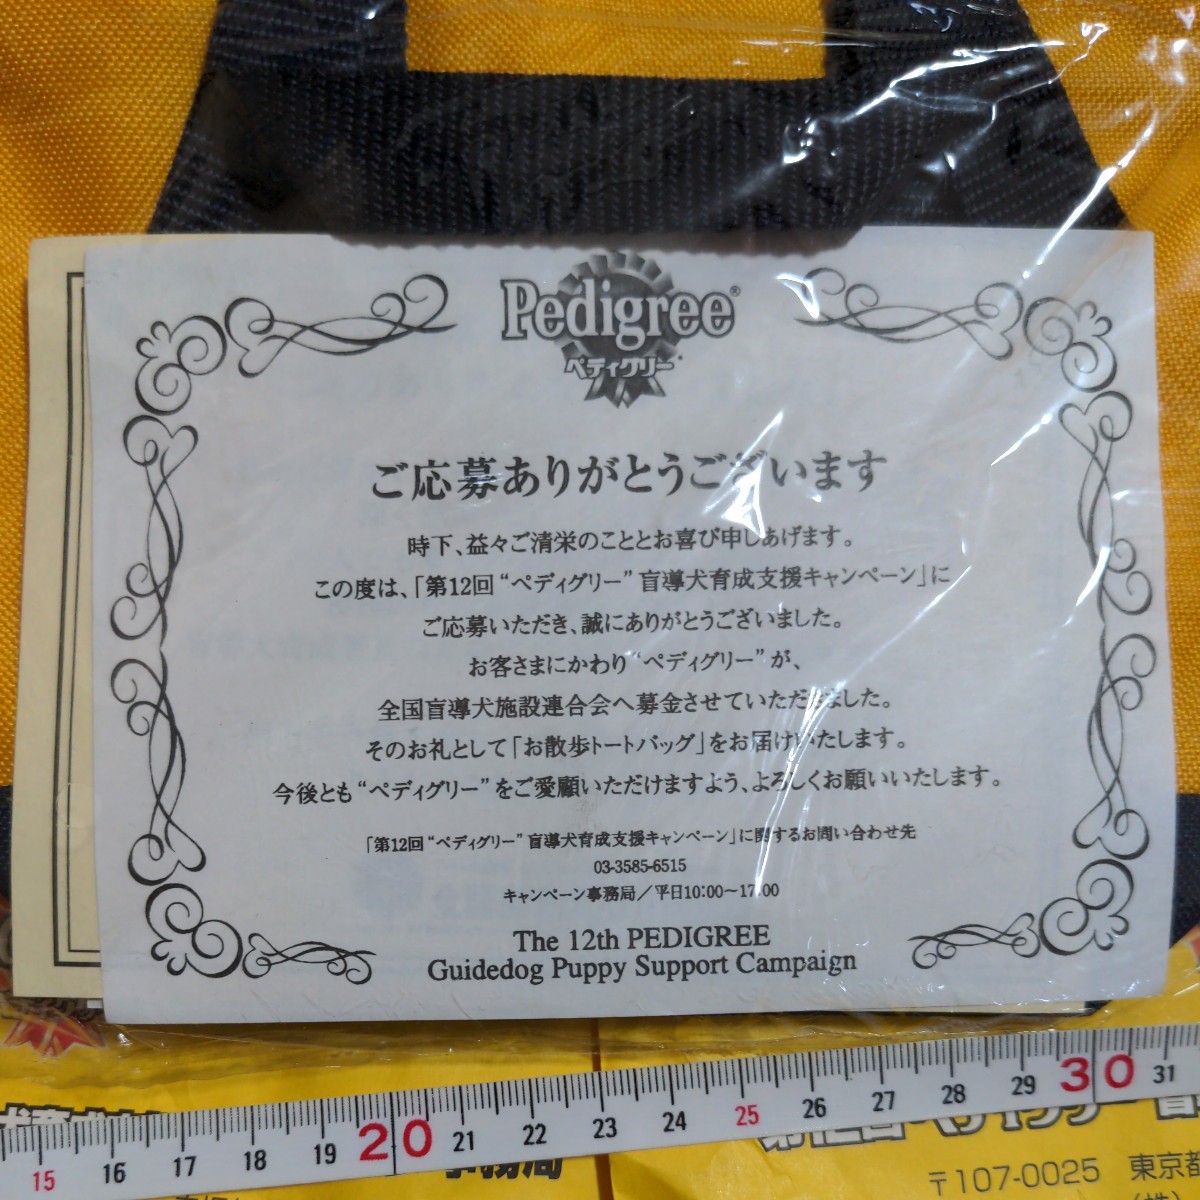 Pedigree®
ペディグリー
ご応募ありがとうございます
時下、益々ご清栄のこととお喜び申しあげます。
この度は、「第12回 “ペディグリー” 盲導犬育成支援キャンペーン」に
ご応募いただき、誠にありがとうございました。
お客さまにかわり “ペディグリー” が、
全国盲導犬施設連合会へ募金させていただきました。
そのお礼として「お散歩トートバッグ」をお届けいたします。
今後とも “ペディグリー” をご愛顧いただけますよう、よろしくお願いいたします。
「第12回 “ペディグリー” 盲導犬育成支援キャンペーン」に関するお問い合わせ先
03-3585-6515
キャンペーン事務局／平日10:00～17:00
The 12th PEDIGREE
Guidedog Puppy Support Campaign
15 16 17 18 19 20 21 22 23 24 25 26 27 28 29 30 31
事務局
〒107-0025 東京都